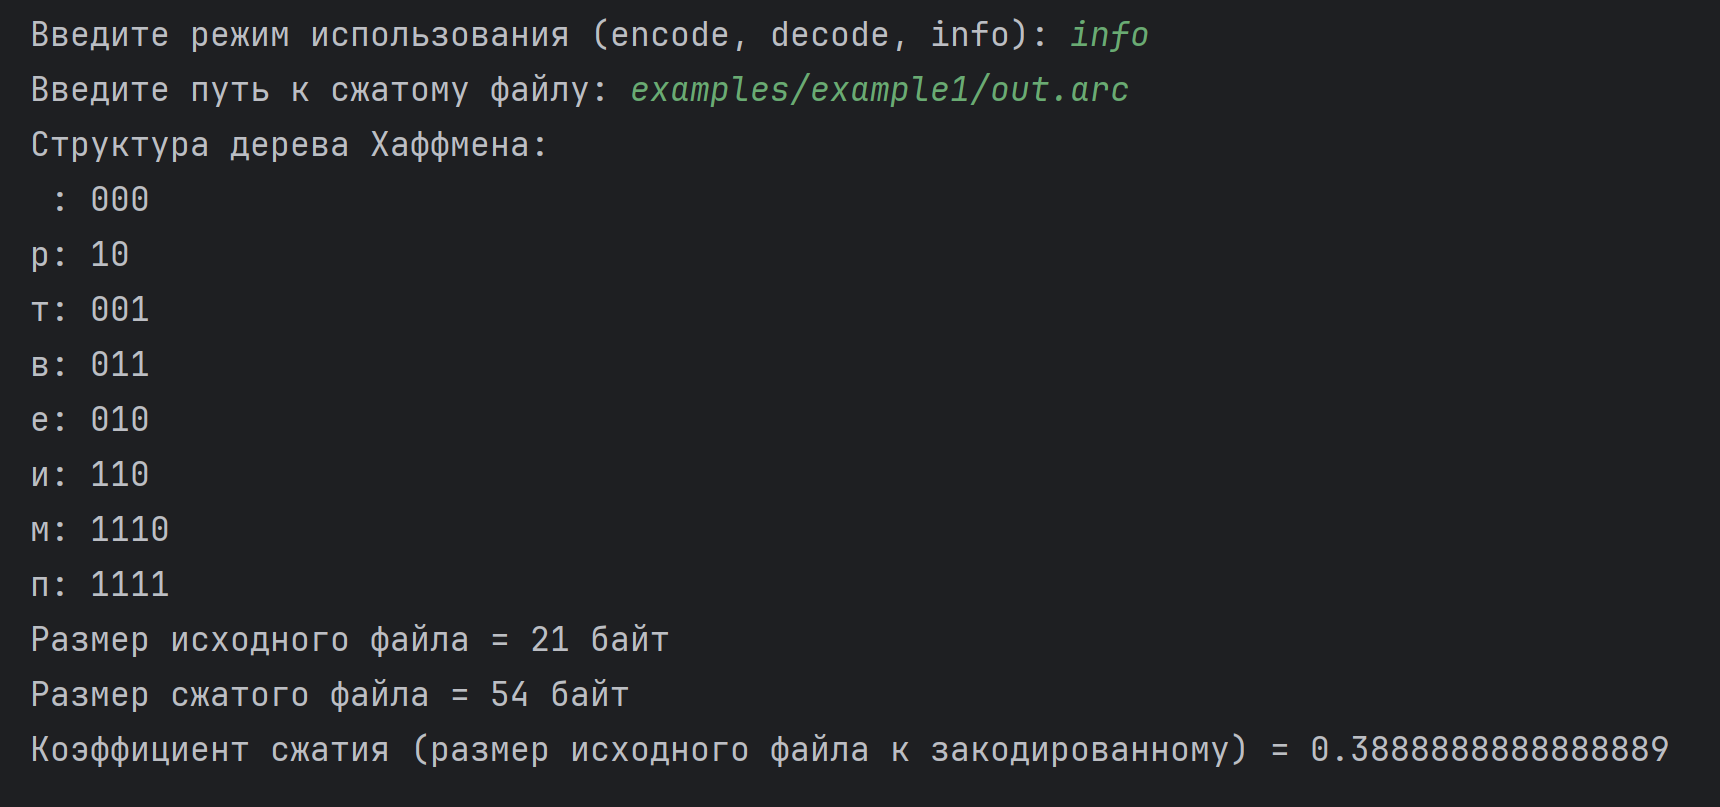 Введите режим использования (encode, decode, info): info
Введите путь к сжатому файлу: examples/example1/out.arc
Структура дерева Хаффмена:
 : 000
р: 10
т: 001
в: 011
е: 010
и: 110
м: 1110
п: 1111
Размер исходного файла = 21 байт
Размер сжатого файла = 54 байт
Коэффициент сжатия (размер исходного файла к закодированному) = 0.3888888888888889